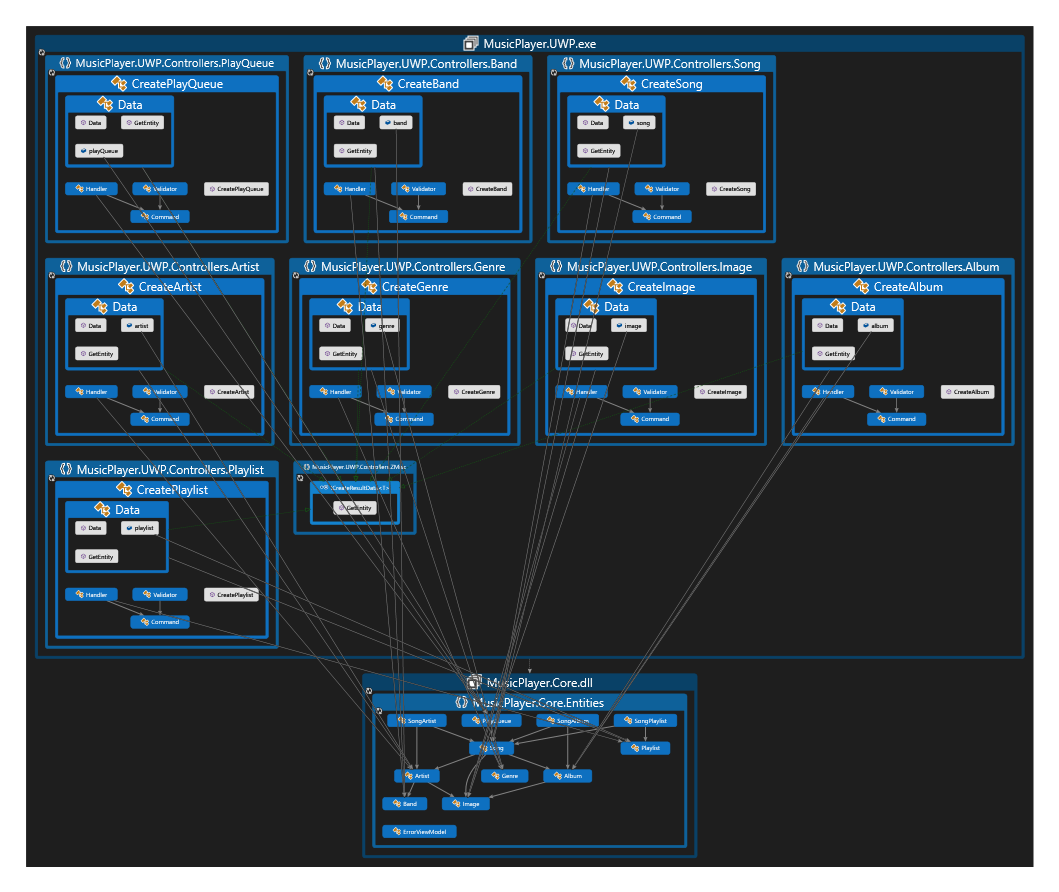 MusicPlayer.UWP.exe
MusicPlayer.UWP.Controllers.PlayQueue
CreatePlayQueue
Data
Data
GetEntity
playQueue
Handler
Validator
CreatePlayQueue
Command
MusicPlayer.UWP.Controllers.Band
CreateBand
Data
Data
band
GetEntity
Handler
Validator
CreateBand
Command
MusicPlayer.UWP.Controllers.Song
CreateSong
Data
Data
song
GetEntity
Handler
Validator
CreateSong
Command
MusicPlayer.UWP.Controllers.Artist
CreateArtist
Data
Data
artist
GetEntity
Handler
Validator
CreateArtist
Command
MusicPlayer.UWP.Controllers.Genre
CreateGenre
Data
Data
genre
GetEntity
Handler
Validator
CreateGenre
Command
MusicPlayer.UWP.Controllers.Image
CreateImage
Data
Data
image
GetEntity
Handler
Validator
CreateImage
Command
MusicPlayer.UWP.Controllers.Album
CreateAlbum
Data
Data
album
GetEntity
Handler
Validator
CreateAlbum
Command
MusicPlayer.UWP.Controllers.Playlist
CreatePlaylist
Data
Data
playlist
GetEntity
Handler
Validator
CreatePlaylist
Command
MusicPlayer.UWP.Controllers.ZMisc
GetEntity
MusicPlayer.Core.dll
MusicPlayer.Core.Entities
SongArtist
PlayQueue
SongAlbum
SongPlaylist
Song
Playlist
Artist
Genre
Album
Band
Image
ErrorViewModel